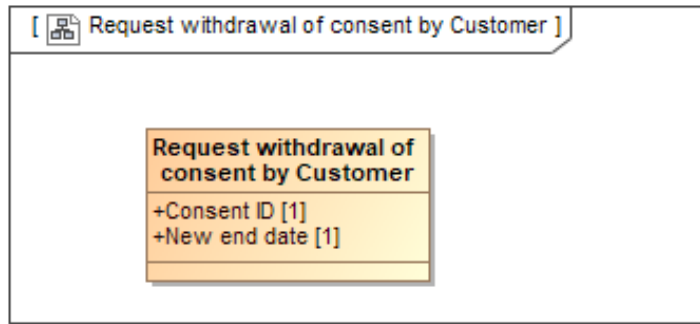 [ Request withdrawal of consent by Customer ]
Request withdrawal of
consent by Customer
+Consent ID [1]
+New end date [1]